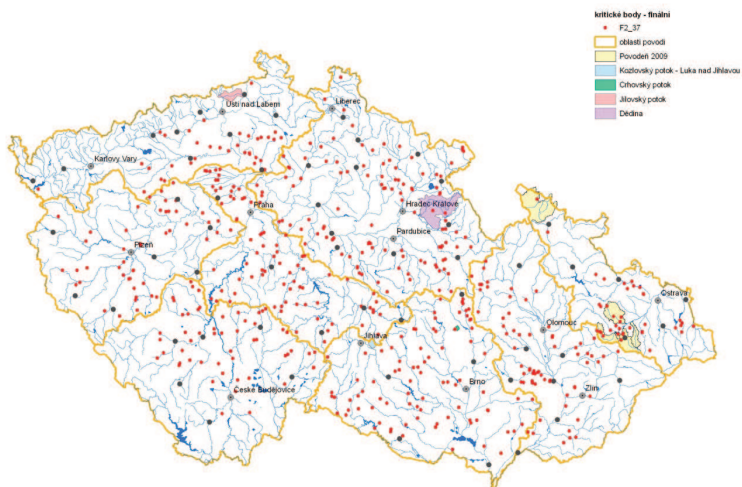 kritické body - finální
F2_37
oblasti povodí
Povodeň 2009
Kozlovský potok - Luka nad Jihlavou
Crhovský potok
Jílovský potok
Dědina
Ústí nad Labem
Liberec
Karlovy Vary
Praha
Hradec Králové
Pardubice
Plzeň
Ostrava
Olomouc
Jihlava
České Budějovice
Brno
Zlín